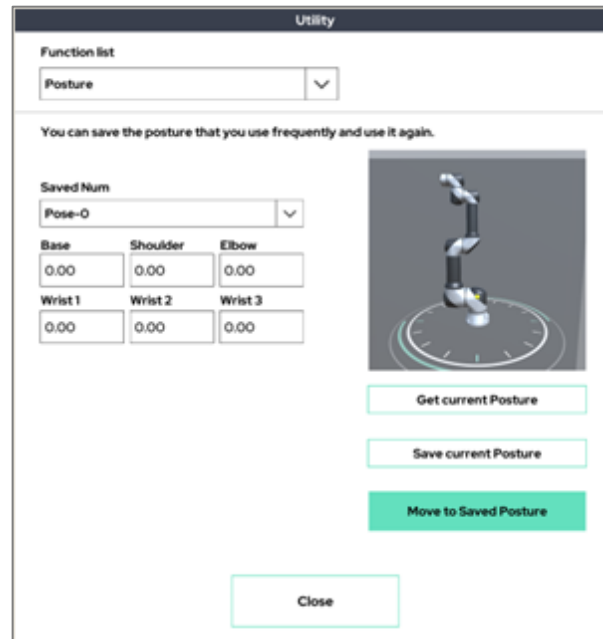 Utility
Function list
Posture
You can save the posture that you use frequently and use it again.
Saved Num
Pose-0
Base Shoulder Elbow
0.00 0.00 0.00
Wrist 1 Wrist 2 Wrist 3
0.00 0.00 0.00
Get current Posture
Save current Posture
Move to Saved Posture
Close